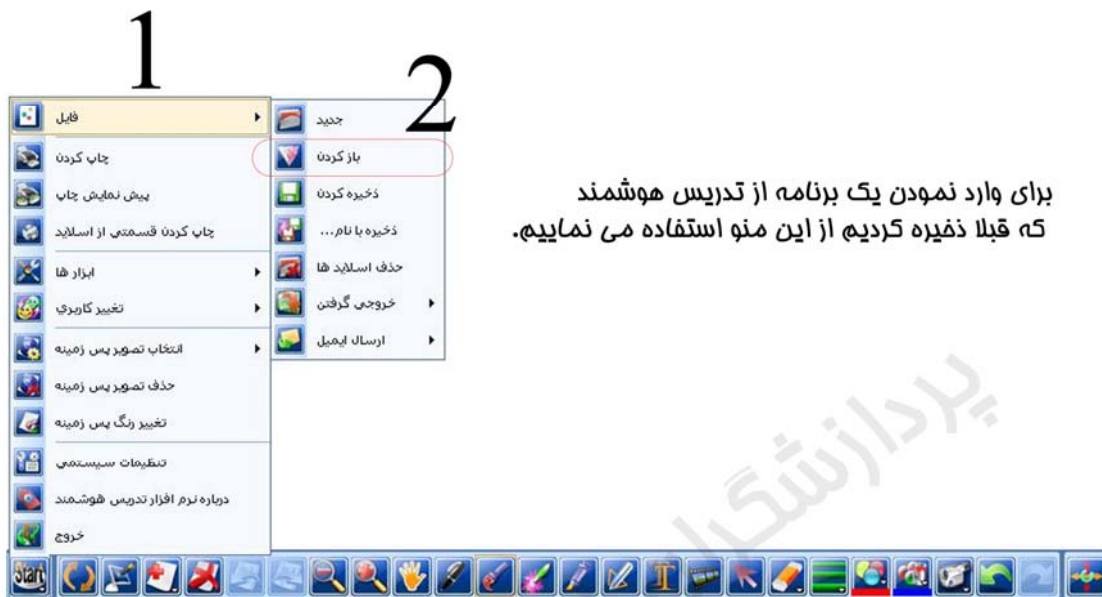 1
2
فایل
چاپ کردن
پیش نمایش چاپ
چاپ کردن قسمتی از اسلاید
ابزار ها
تغییر کاربری
انتخاب تصویر پس زمینه
حذف تصویر پس زمینه
تغییر رنگ پس زمینه
تنظیمات سیستمی
درباره نرم افزار تدریس هوشمند
خروج
جدید
باز کردن
ذخیره کردن
ذخیره با نام...
حذف اسلاید ها
خروجی گرفتن
ارسال ایمیل
برای وارد نمودن یک برنامه از تدریس هوشمند
که قبلا ذخیره کردیم از این منو استفاده می نماییم.
پردازشگران
Start